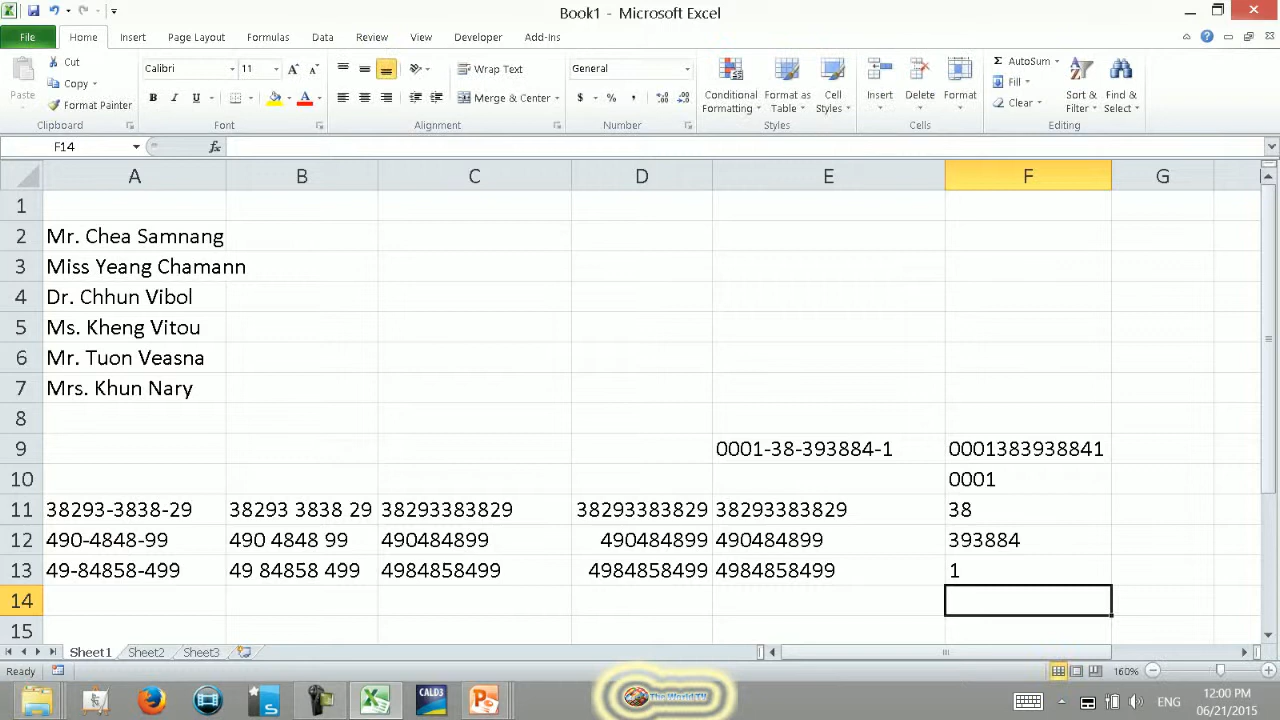 Book1 - Microsoft Excel
File Home Insert Page Layout Formulas Data Review View Developer Add-Ins
Paste
Cut
Copy
Format Painter
Clipboard
Calibri 11
B I U
Font
Wrap Text
Merge & Center
Alignment
General
$ % ,
Number
Conditional Formatting
Format as Table
Cell Styles
Styles
Insert
Delete
Format
Cells
AutoSum
Fill
Clear
Sort & Filter
Find & Select
Editing
F14 fx
A B C D E F G
1
2 Mr. Chea Samnang
3 Miss Yeang Chamann
4 Dr. Chhun Vibol
5 Ms. Kheng Vitou
6 Mr. Tuon Veasna
7 Mrs. Khun Nary
8
9 0001-38-393884-1 0001383938841
10 0001
11 38293-3838-29 38293 3838 29 38293383829 38293383829 38293383829 38
12 490-4848-99 490 4848 99 490484899 490484899 490484899 393884
13 49-84858-499 49 84858 499 4984858499 4984858499 4984858499 1
14
15
Sheet1 Sheet2 Sheet3
Ready 160%
CALD3
The World TV
ENG
12:00 PM
06/21/2015